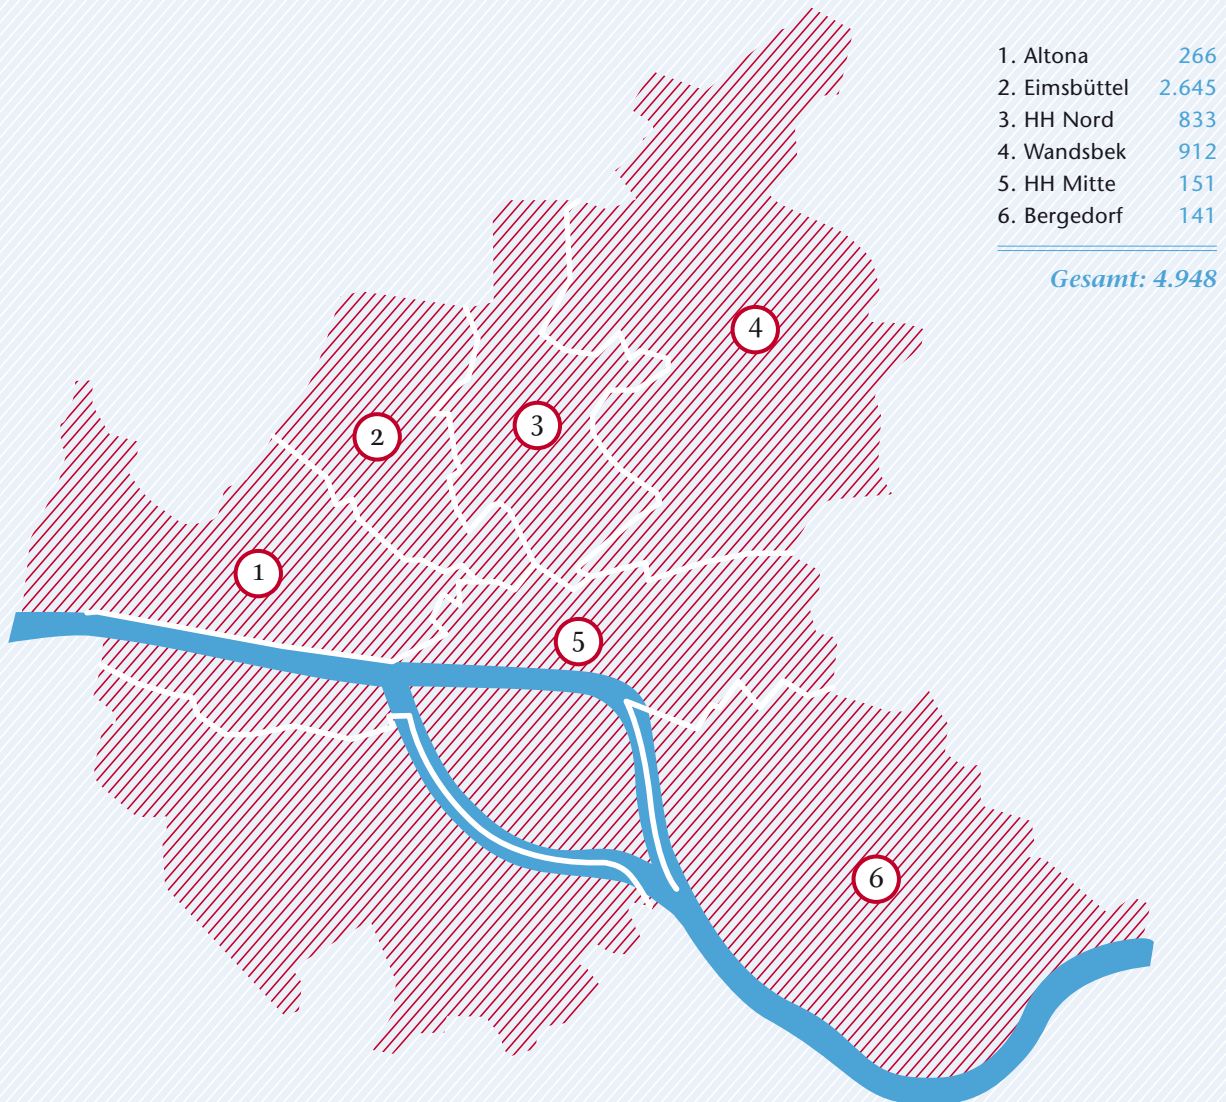 1. Altona 266
2. Eimsbüttel 2.645
3. HH Nord 833
4. Wandsbek 912
5. HH Mitte 151
6. Bergedorf 141
Gesamt: 4.948
4
3
2
1
5
6